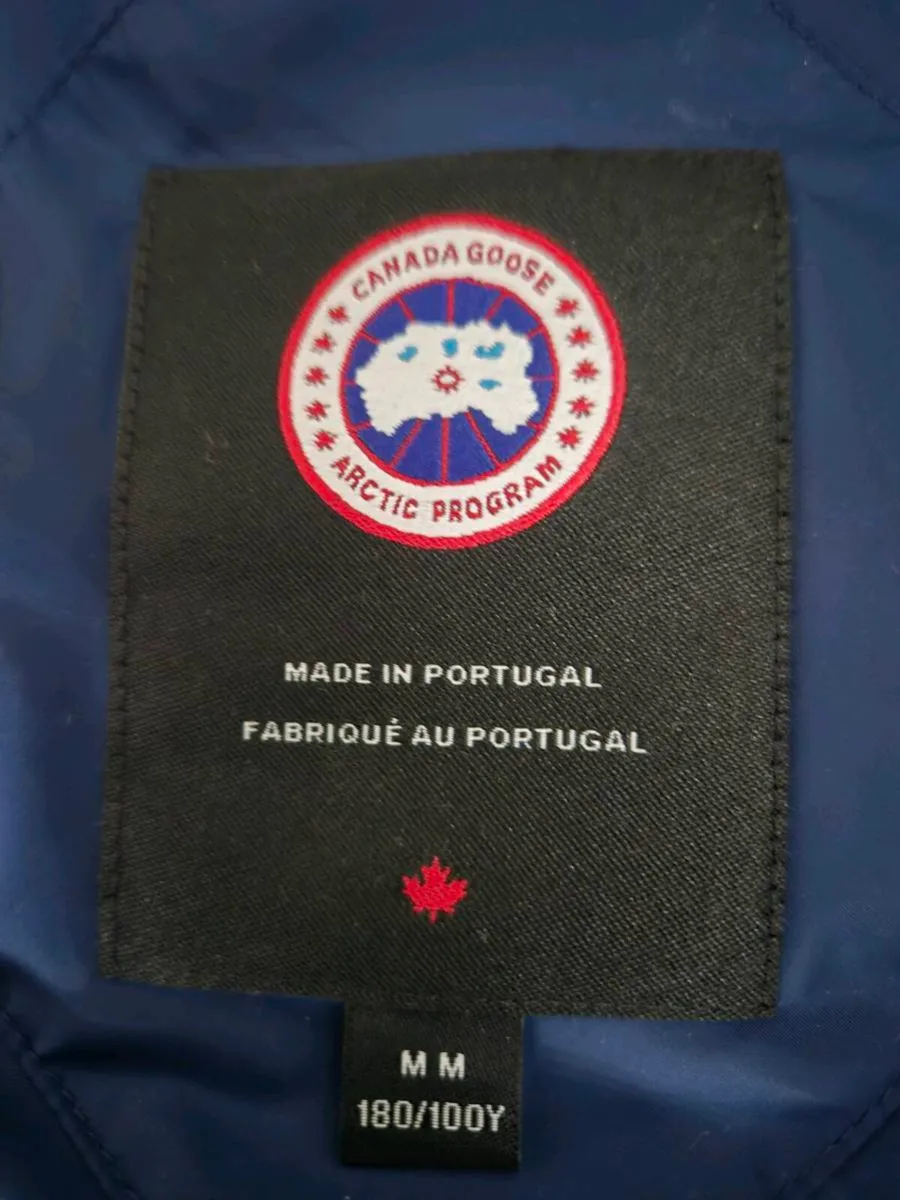 CANADA GOOSE
ARCTIC PROGRAM
MADE IN PORTUGAL
FABRIQUÉ AU PORTUGAL
M M
180/100Y